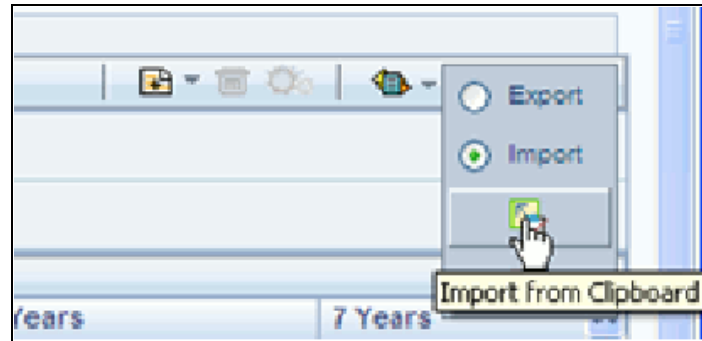 Export
Import
Import from Clipboard
Years
7 Years